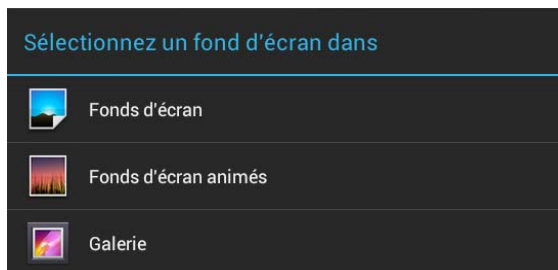 Sélectionnez un fond d'écran dans
Fonds d'écran
Fonds d'écran animés
Galerie